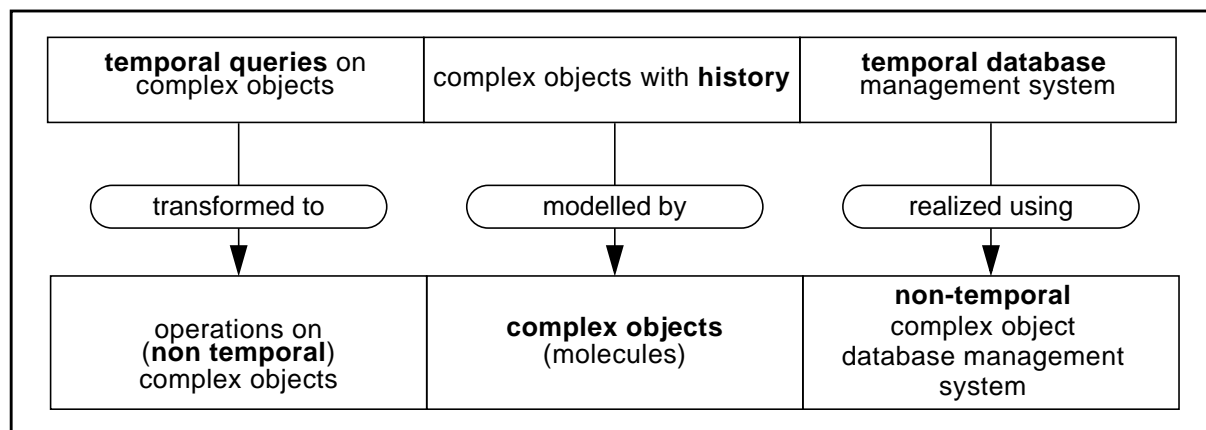 temporal queries on
complex objects
complex objects with history
temporal database
management system
transformed to
modelled by
realized using
operations on
(non temporal)
complex objects
complex objects
(molecules)
non-temporal
complex object
database management
system